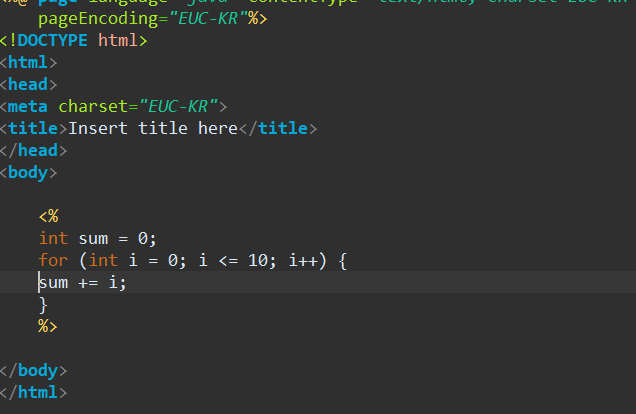 page language="java" contentType="text/html; charset=EUC-KR"
pageEncoding="EUC-KR"%>
<!DOCTYPE html>
<html>
<head>
<meta charset="EUC-KR">
<title>Insert title here</title>
</head>
<body>
<%
int sum = 0;
for (int i = 0; i <= 10; i++) {
sum += i;
}
%>
</body>
</html>